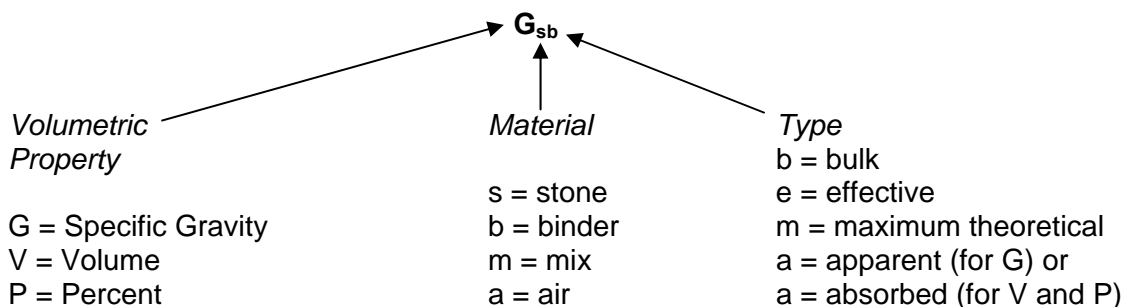 Gsb
Volumetric
Property
G = Specific Gravity
V = Volume
P = Percent
Material
s = stone
b = binder
m = mix
a = air
Type
b = bulk
e = effective
m = maximum theoretical
a = apparent (for G) or
a = absorbed (for V and P)